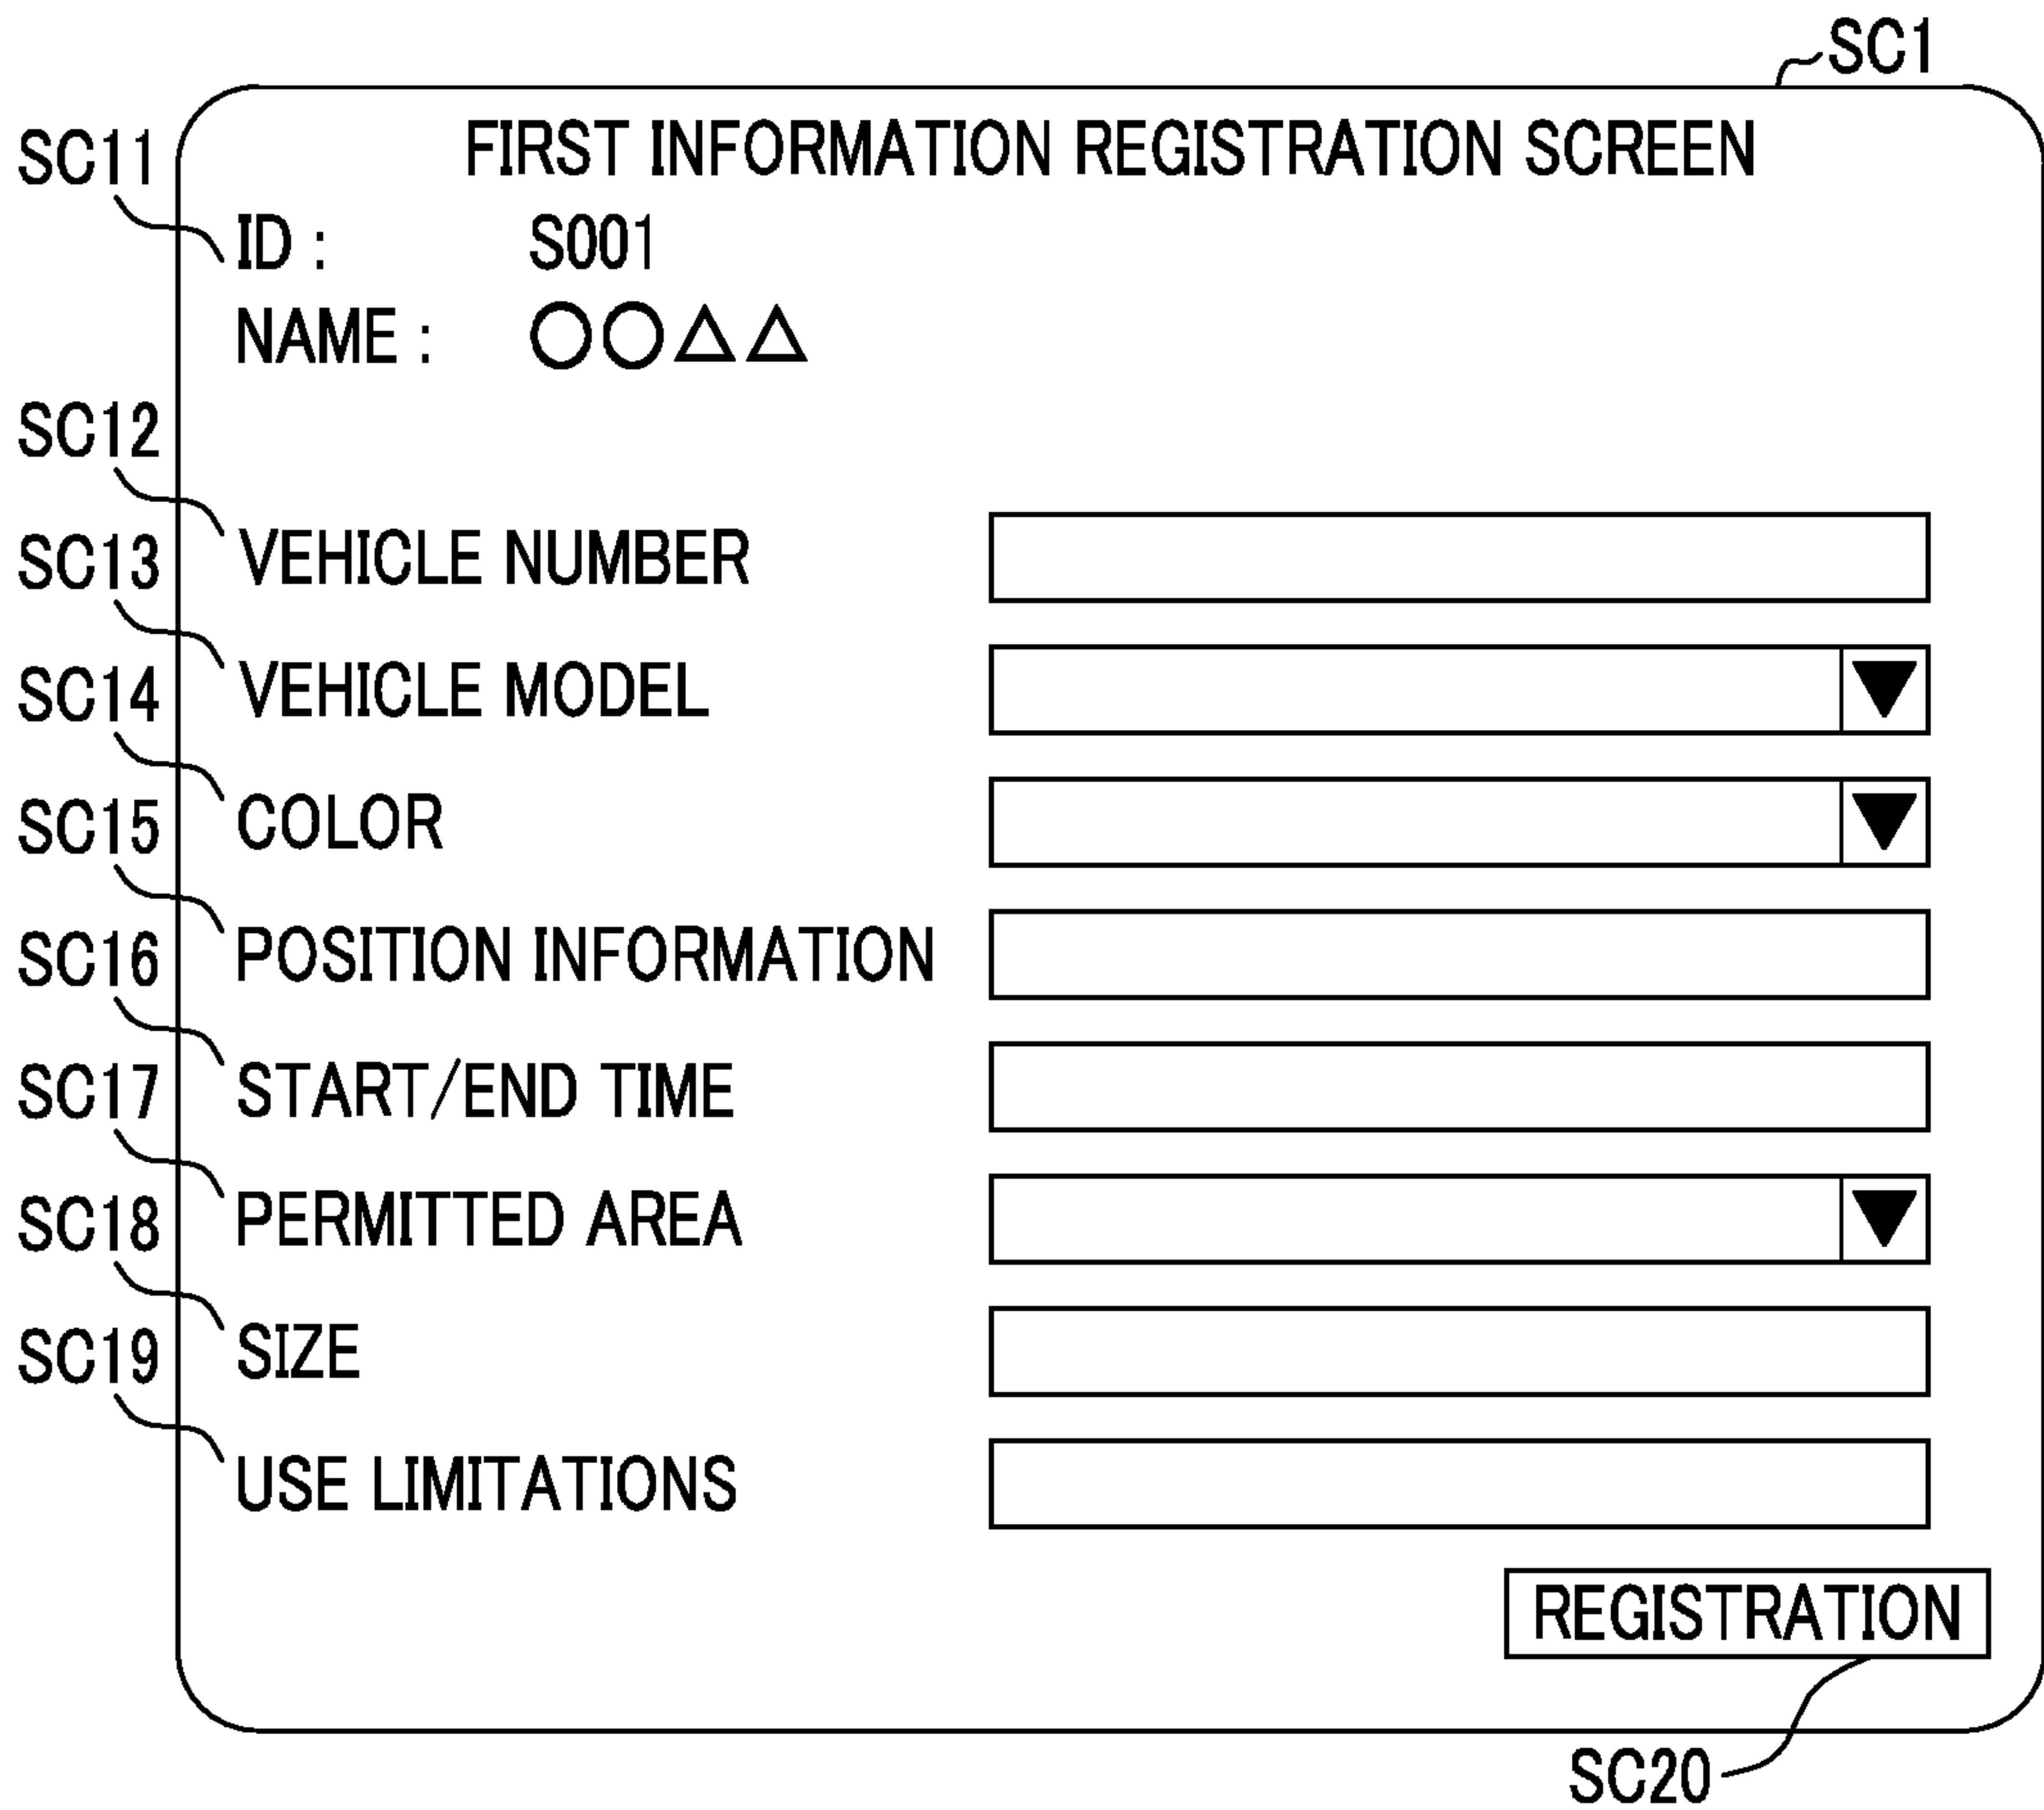 SC1
SC11
FIRST INFORMATION REGISTRATION SCREEN
ID : S001
NAME : ○○△△
SC12
VEHICLE NUMBER
SC13
VEHICLE MODEL
SC14
COLOR
SC15
POSITION INFORMATION
SC16
START/END TIME
SC17
PERMITTED AREA
SC18
SIZE
SC19
USE LIMITATIONS
REGISTRATION
SC20